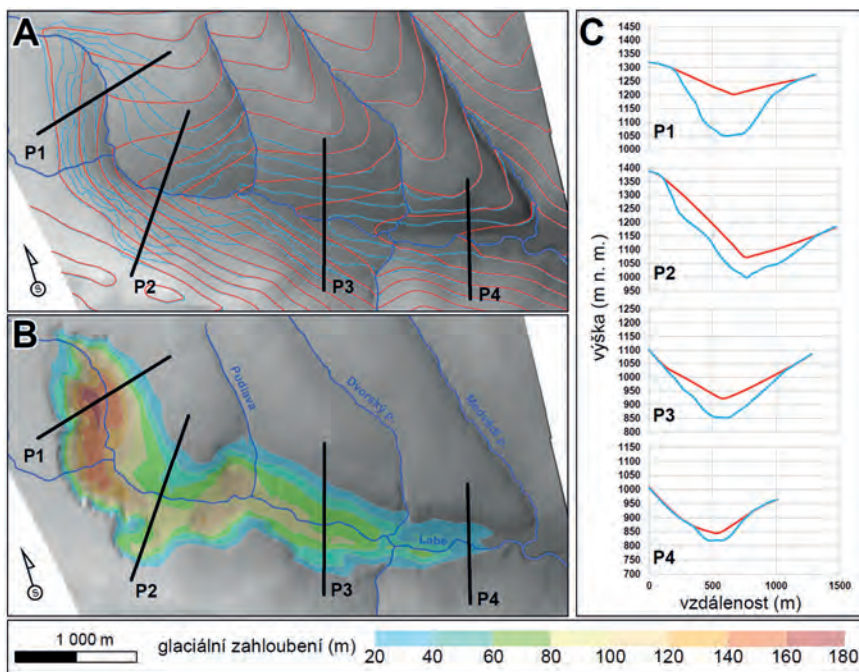 A
P1
P2
P3
P4
S
B
Pudlava
Dvorský p.
Medvědí p.
Labe
P1
P2
P3
P4
S
C
výška (m n. m.)
1450
1400
1350
1300
1250
1200
1150
1100
1050
1000
P1
1400
1350
1300
1250
1200
1150
1100
1050
1000
950
P2
1250
1200
1150
1100
1050
1000
950
900
850
800
P3
1150
1100
1050
1000
950
900
850
800
750
700
P4
0 500 1000 1500
vzdálenost (m)
1 000 m
glaciální zahloubení (m)
20 40 60 80 100 120 140 160 180